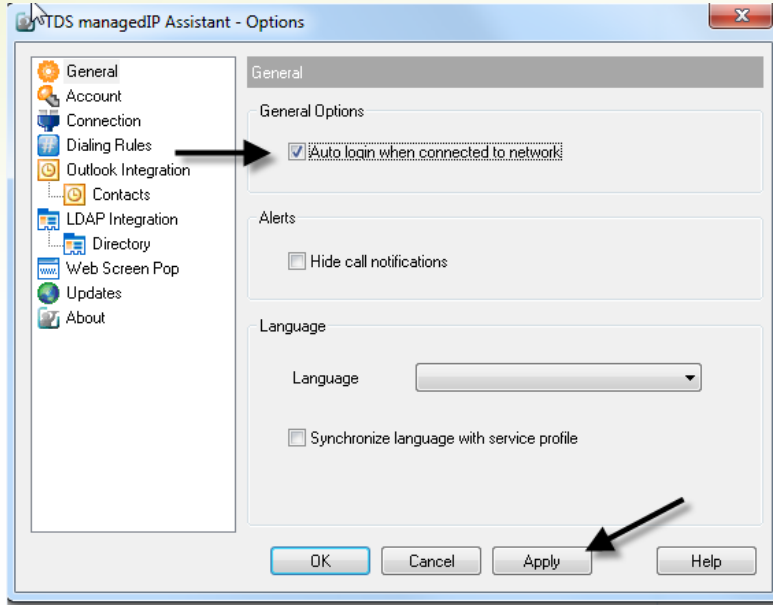 TDS managedIP Assistant - Options
General
Account
Connection
Dialing Rules
Outlook Integration
Contacts
LDAP Integration
Directory
Web Screen Pop
www.
Updates
About
General
General Options
Auto login when connected to network
Alerts
Hide call notifications
Language
Language
Synchronize language with service profile
OK
Cancel
Apply
Help